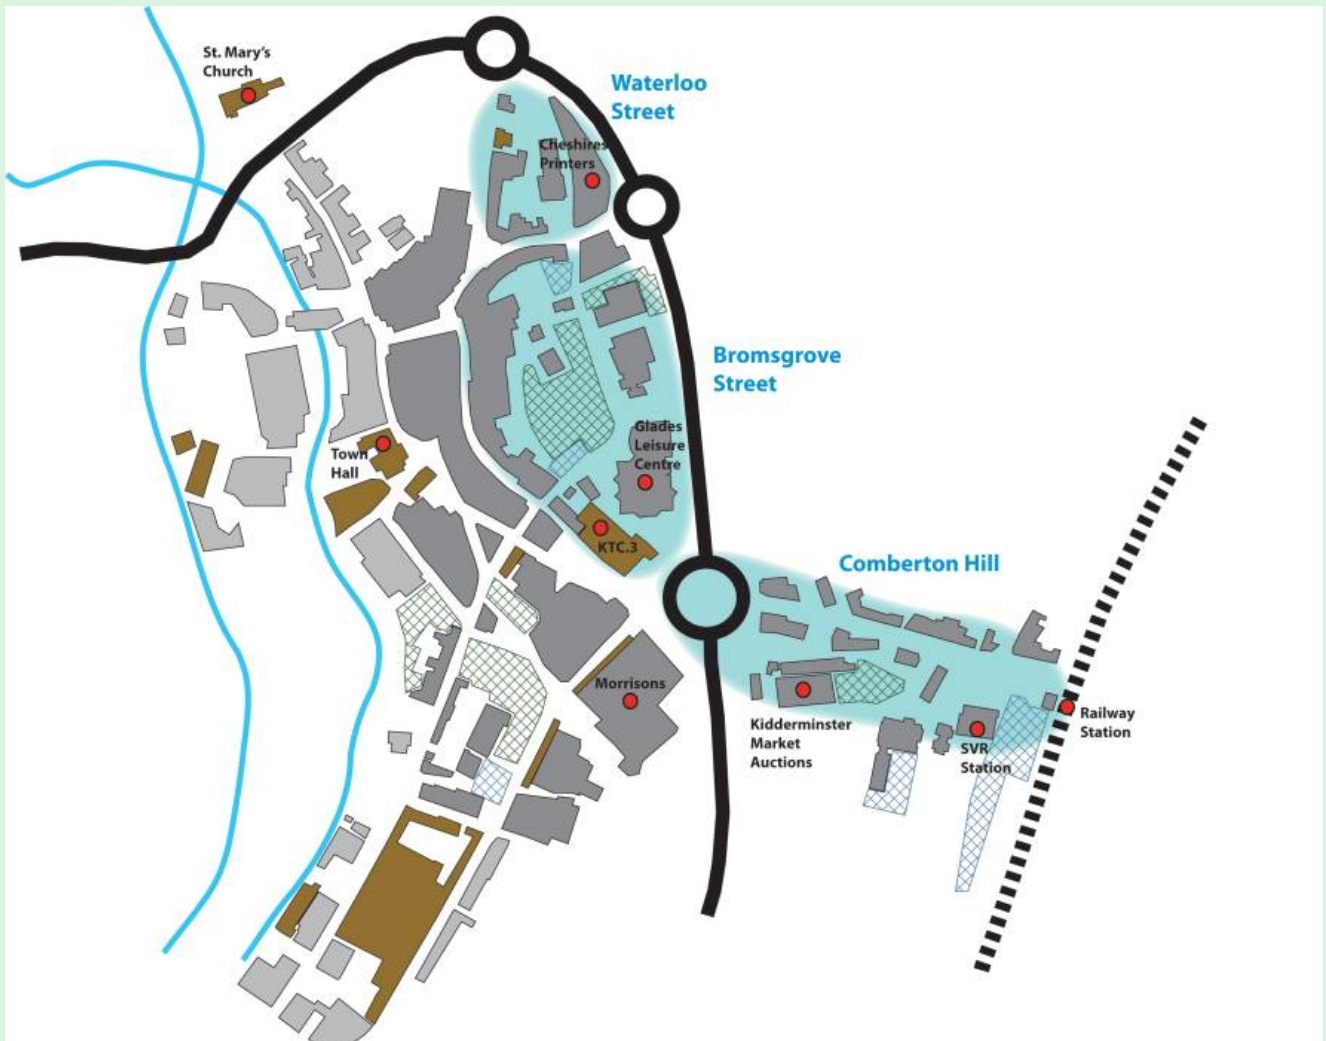 St. Mary's
Church
Waterloo
Street
Cheshires
Printers
Bromsgrove
Street
Glades
Leisure
Centre
Town
Hall
KTC.3
Comberton Hill
Morrisons
Kidderminster
Market
Auctions
SVR
Station
Railway
Station